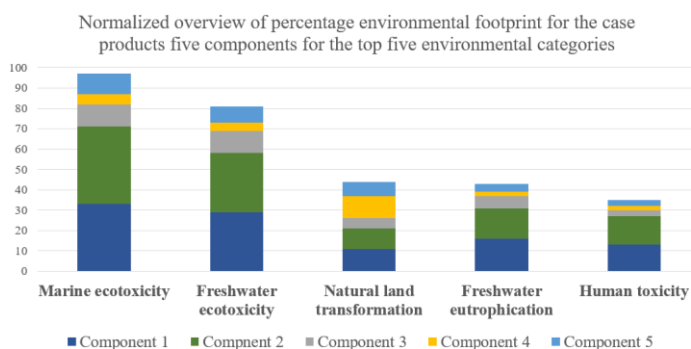 Normalized overview of percentage environmental footprint for the case
products five components for the top five environmental categories
100
90
80
70
60
50
40
30
20
10
0
Marine ecotoxicity
Freshwater
ecotoxicity
Natural land
transformation
Freshwater
eutrophication
Human toxicity
Component 1 Component 2 Component 3 Component 4 Component 5